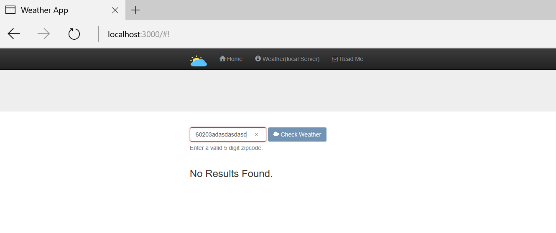 Weather App
localhost:3000/#!
Home Weather(local Server) Read Me
60203adasdasdasd × Check Weather
Enter a valid 5 digit zipcode.
No Results Found.